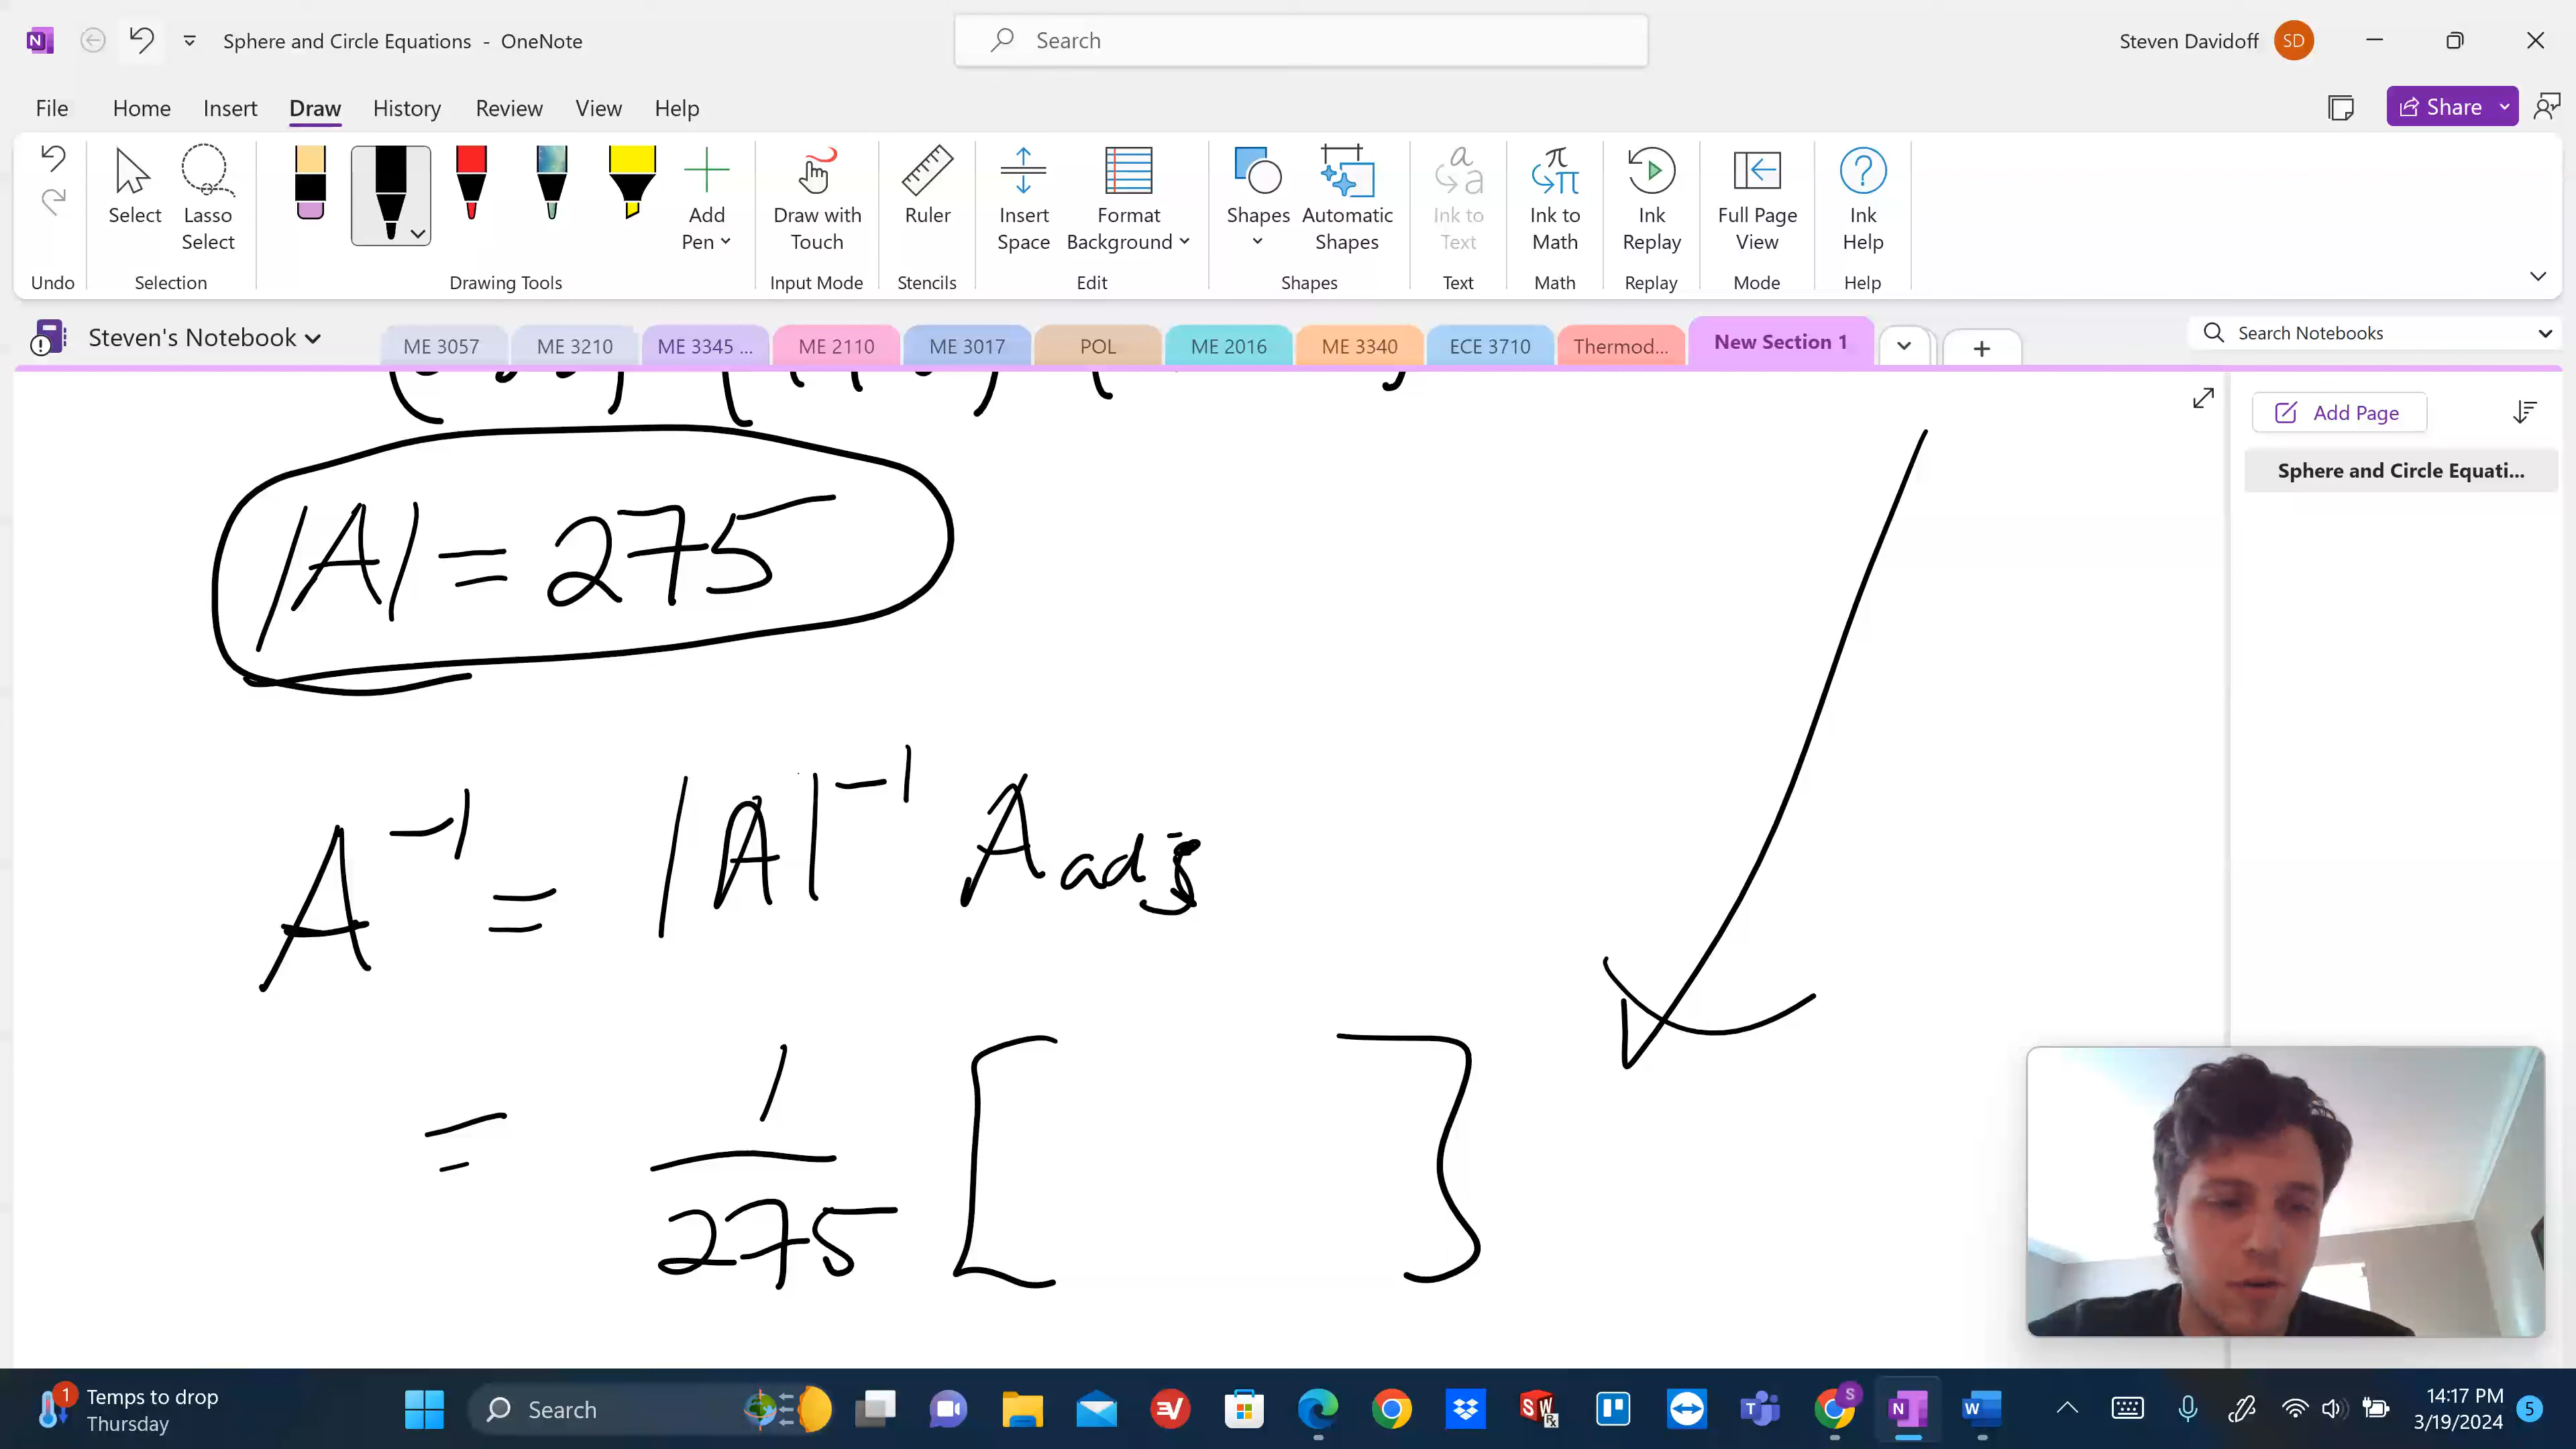 Sphere and Circle Equations - OneNote
Search
Steven Davidoff
SD
File Home Insert Draw History Review View Help
Share
Select
Lasso Select
Add Pen
Draw with Touch
Ruler
Insert Space
Format Background
Shapes
Automatic Shapes
Ink to Text
Ink to Math
Ink Replay
Full Page View
Ink Help
Undo Selection Drawing Tools Input Mode Stencils Edit Shapes Text Math Replay Mode Help
Steven's Notebook
ME 3057 ME 3210 ME 3345 ... ME 2110 ME 3017 POL ME 2016 ME 3340 ECE 3710 Thermod... New Section 1
Search Notebooks
Add Page
Sphere and Circle Equati...
|A| = 275
A⁻¹ = |A|⁻¹ A adj
= 1/275 [ ]
1
Temps to drop
Thursday
Search
14:17 PM
3/19/2024
5